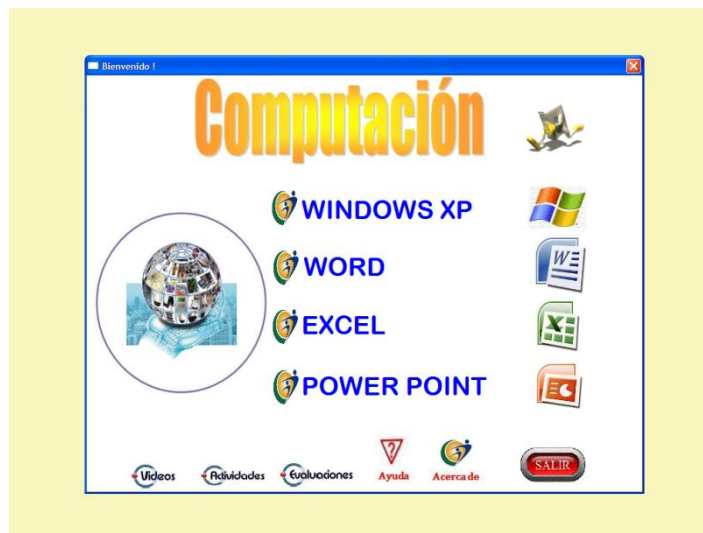 Bienvenido !
Computación
WINDOWS XP
WORD
EXCEL
POWER POINT
Videos
Actividades
Evaluaciones
Ayuda
Acerca de
SALIR